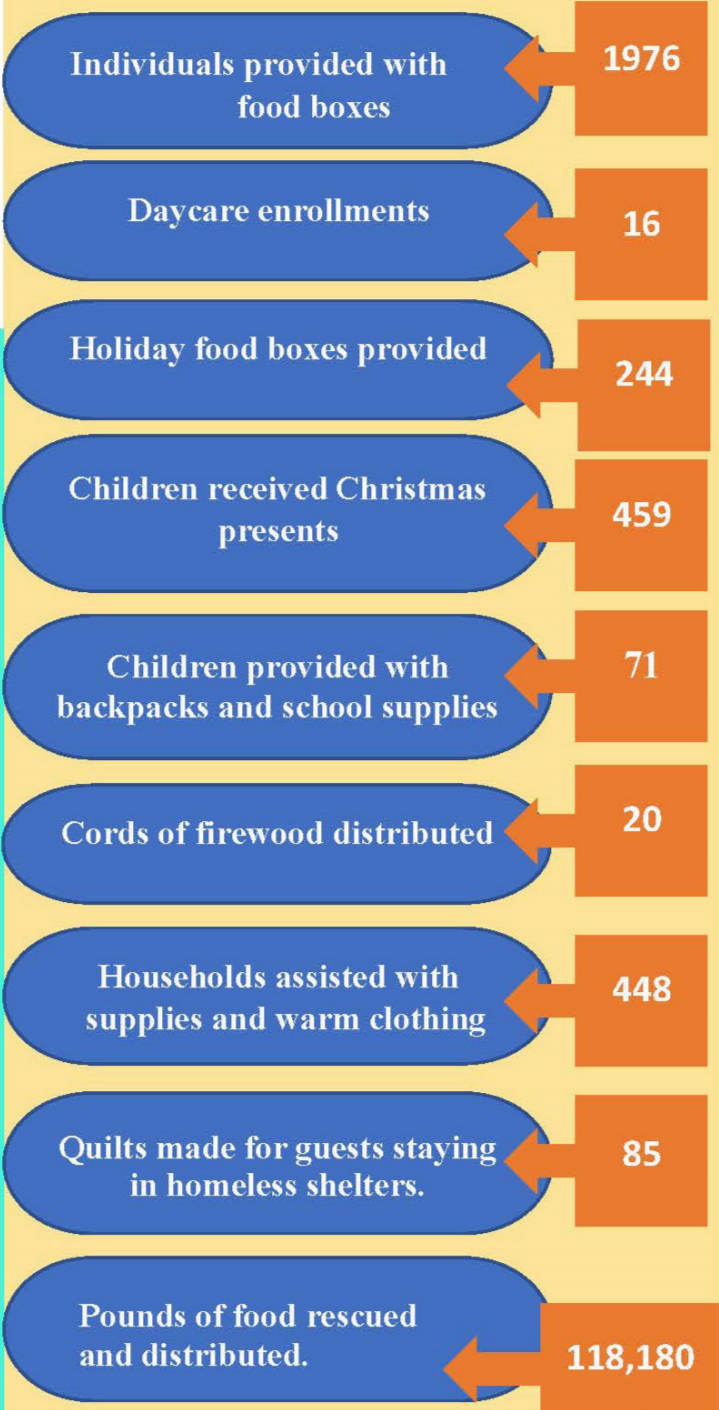 Individuals provided with
food boxes
1976
Daycare enrollments
16
Holiday food boxes provided
244
Children received Christmas
presents
459
Children provided with
backpacks and school supplies
71
Cords of firewood distributed
20
Households assisted with
supplies and warm clothing
448
Quilts made for guests staying
in homeless shelters.
85
Pounds of food rescued
and distributed.
118,180